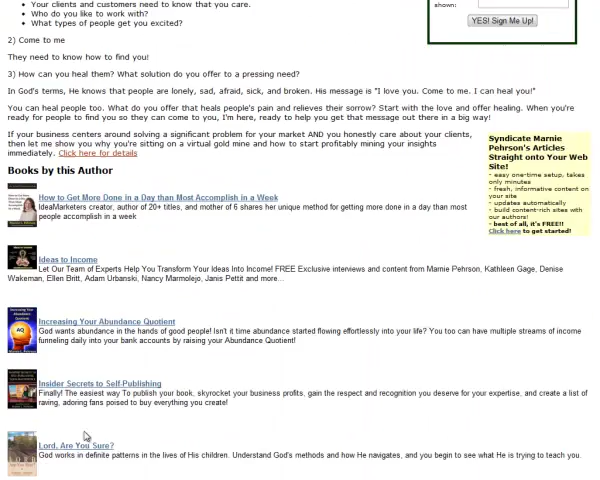 Your clients and customers need to know that you care.
Who do you like to work with?
What types of people get you excited?
shown:
YES! Sign Me Up!
2) Come to me
They need to know how to find you!
3) How can you heal them? What solution do you offer to a pressing need?
In God's terms, He knows that people are lonely, sad, afraid, sick, and broken. His message is "I love you. Come to me. I can heal you!"
You can heal people too. What do you offer that heals people's pain and relieves their sorrow? Start with the love and offer healing. When you're
ready for people to find you so they can come to you, I'm here, ready to help you get that message out there in a big way!
If your business centers around solving a significant problem for your market AND you honestly care about your clients,
then let me show you why you're sitting on a virtual gold mine and how to start profitably mining your insights
immediately. Click here for details
Syndicate Marnie
Pehrson's Articles
Straight onto Your Web
Site!
- easy one-time setup, takes
only minutes
- fresh, informative content on
your site
- updates automatically
- build content-rich sites with
our authors!
- best of all, it's FREE!!
Click here to get started!
Books by this Author
How to Get More Done in a Day than Most Accomplish in a Week
IdeaMarketers creator, author of 20+ titles, and mother of 6 shares her unique method for getting more done in a day than most
people accomplish in a week
Ideas to Income
Let Our Team of Experts Help You Transform Your Ideas Into Income! FREE Exclusive interviews and content from Marnie Pehrson, Kathleen Gage, Denise
Wakeman, Ellen Britt, Adam Urbanski, Nancy Marmolejo, Janis Pettit and more...
Increasing Your Abundance Quotient
God wants abundance in the hands of good people! Isn't it time abundance started flowing effortlessly into your life? You too can have multiple streams of income
funneling daily into your bank accounts by raising your Abundance Quotient!
AQ
Insider Secrets to Self-Publishing
Finally! The easiest way To publish your book, skyrocket your business profits, gain the respect and recognition you deserve for your expertise, and create a list of
raving, adoring fans poised to buy everything you create!
Lord, Are You Sure?
God works in definite patterns in the lives of His children. Understand God's methods and how He navigates, and you begin to see what He is trying to teach you.